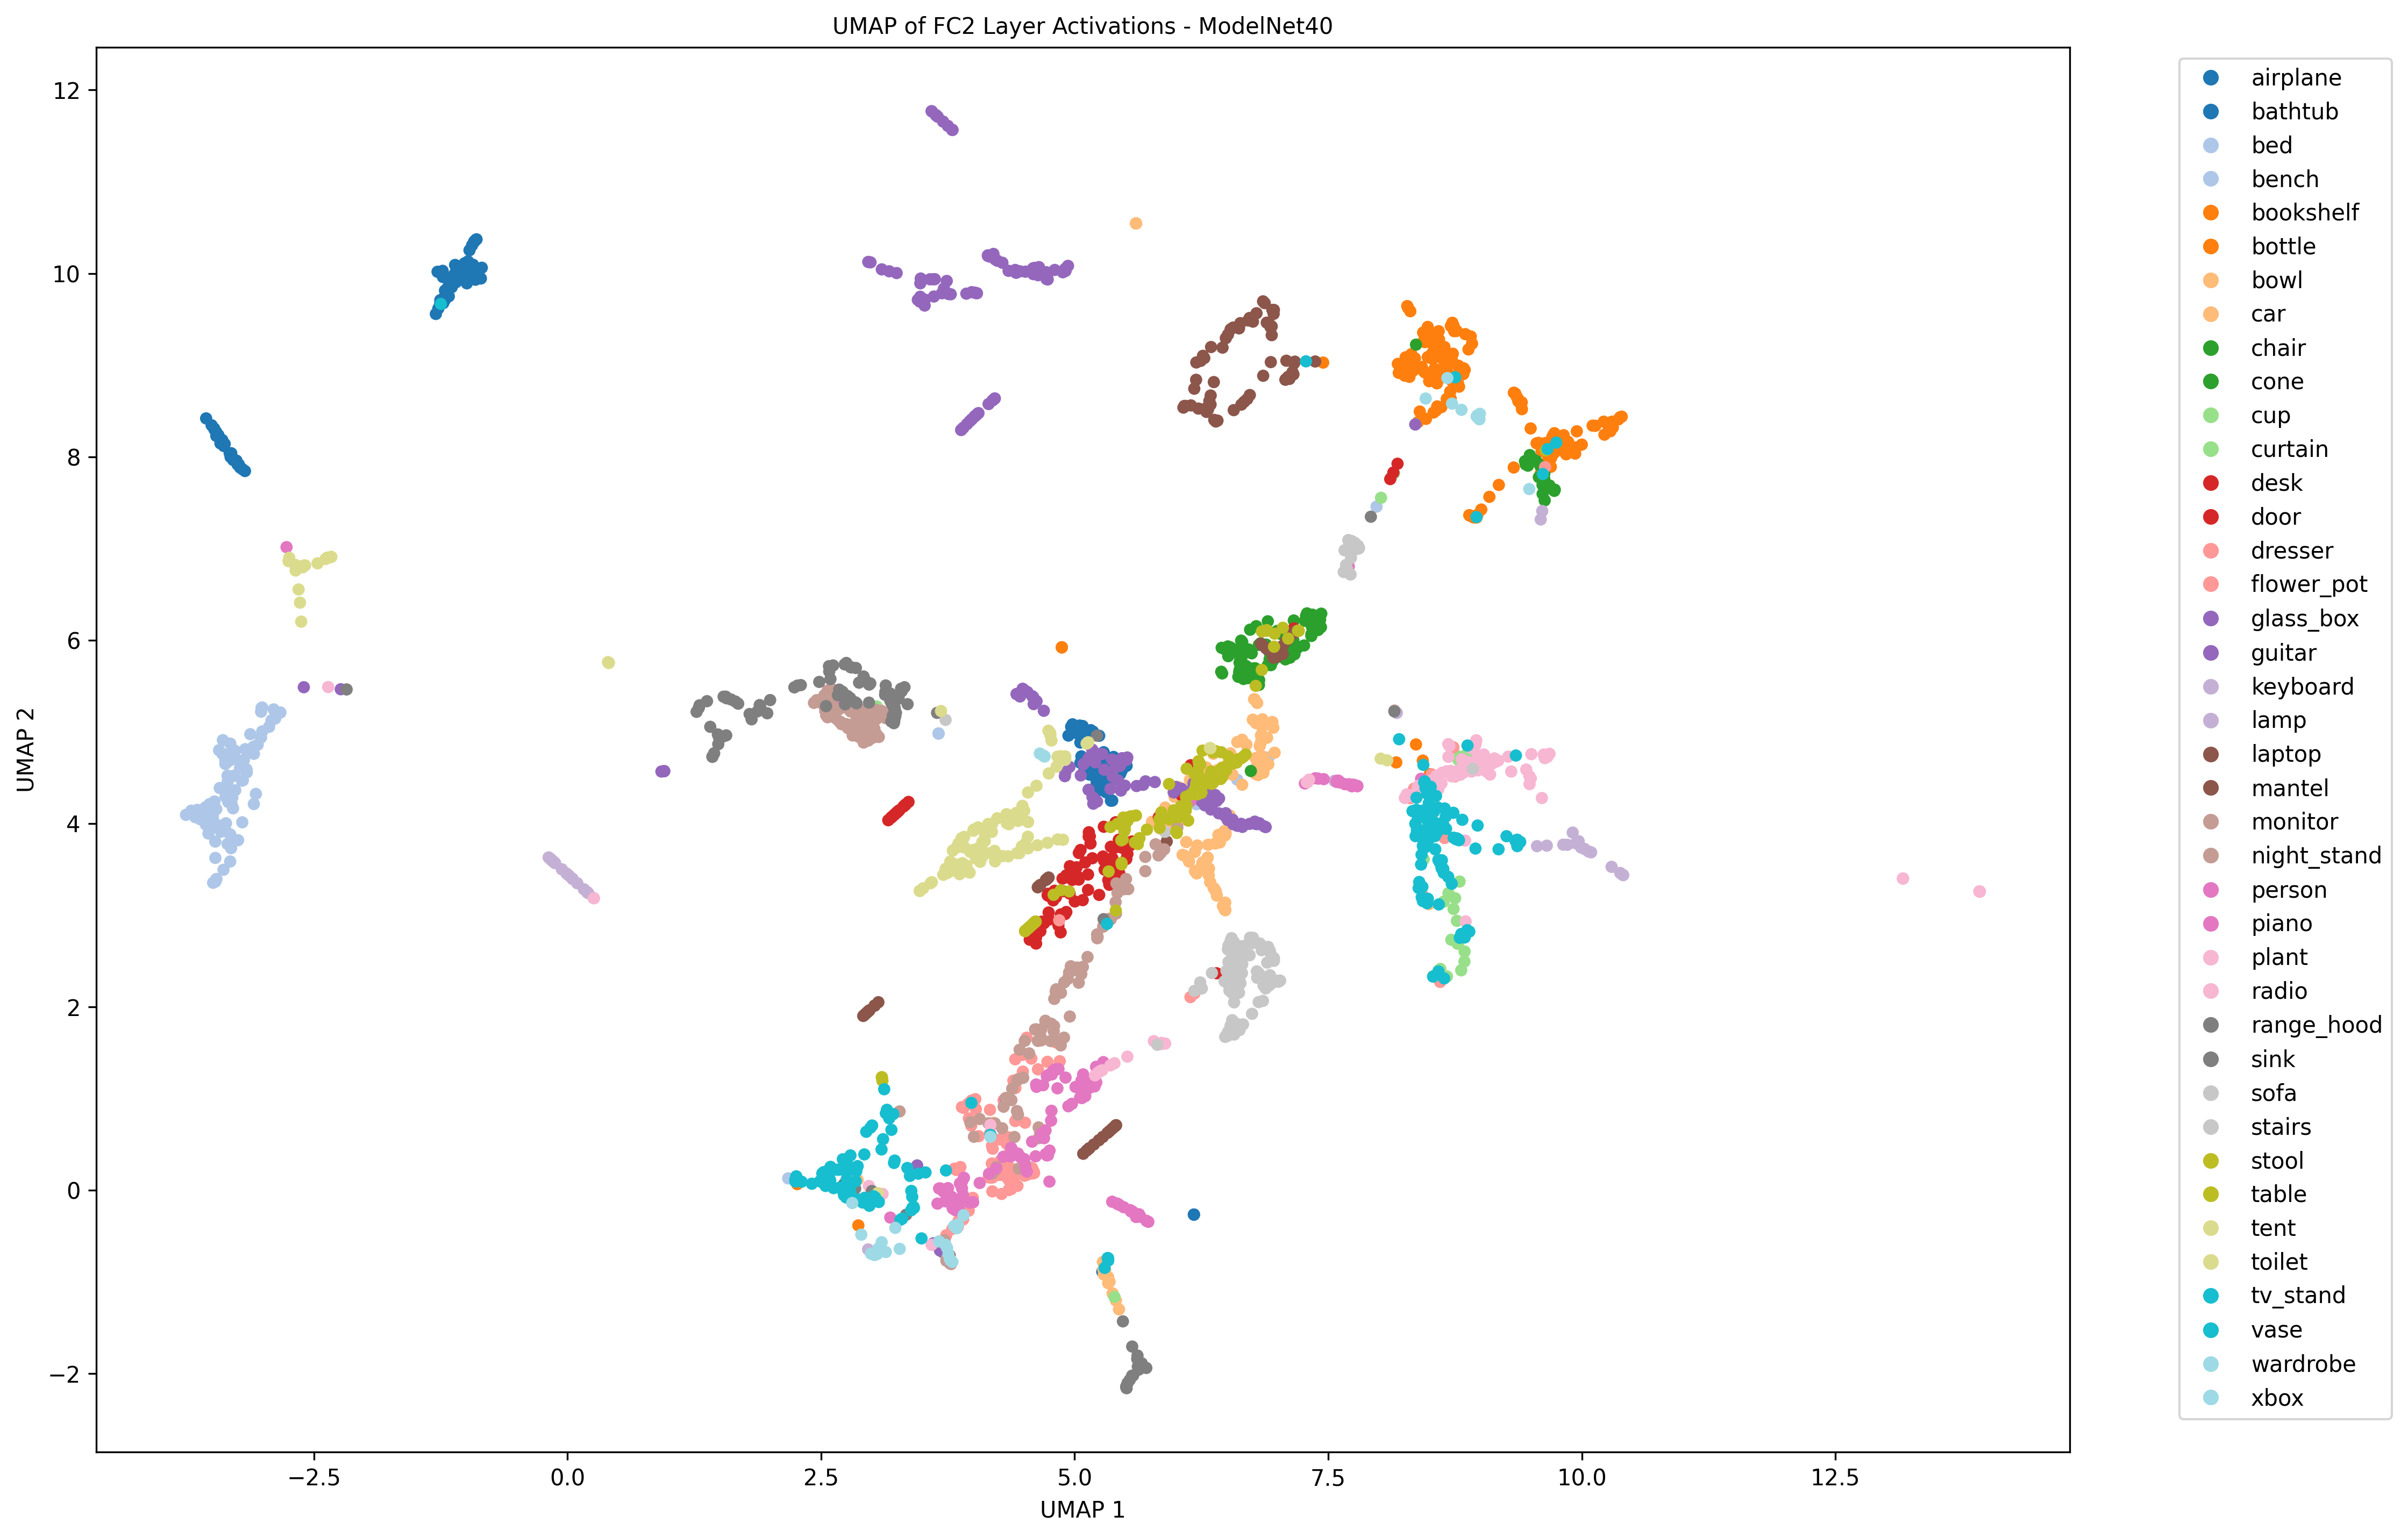 UMAP of FC2 Layer Activations - ModelNet40
12
10
8
6
4
2
0
−2
UMAP 2
−2.5
0.0
2.5
5.0
7.5
10.0
12.5
UMAP 1
airplane
bathtub
bed
bench
bookshelf
bottle
bowl
car
chair
cone
cup
curtain
desk
door
dresser
flower_pot
glass_box
guitar
keyboard
lamp
laptop
mantel
monitor
night_stand
person
piano
plant
radio
range_hood
sink
sofa
stairs
stool
table
tent
toilet
tv_stand
vase
wardrobe
xbox